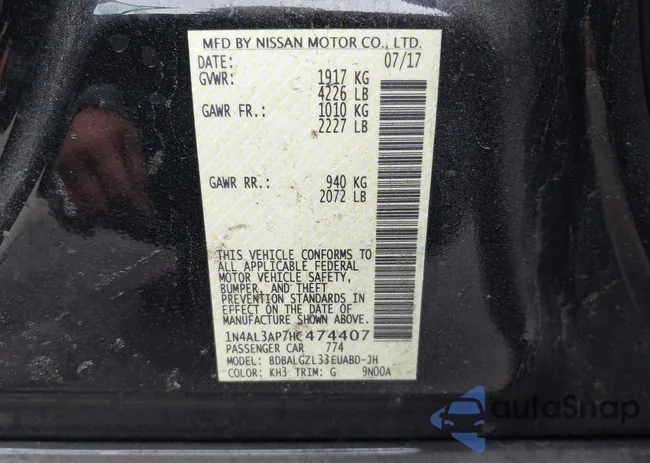 MFD BY NISSAN MOTOR CO., LTD.
DATE: 07/17
GVWR: 1917 KG
4226 LB
GAWR FR.: 1010 KG
2227 LB
GAWR RR.: 940 KG
2072 LB
THIS VEHICLE CONFORMS TO
ALL APPLICABLE FEDERAL
MOTOR VEHICLE SAFETY,
BUMPER, AND THEFT
PREVENTION STANDARDS IN
EFFECT ON THE DATE OF
MANUFACTURE SHOWN ABOVE.
1N4AL3AP7HC474407
PASSENGER CAR 774
MODEL: BDBALGZL33EUABD-JH
COLOR: KH3 TRIM: G 9N00A
autoSnap